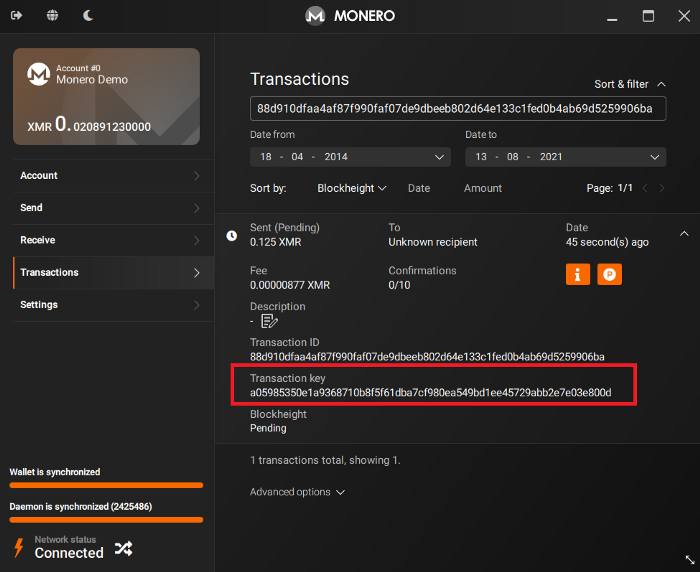 MONERO
Account #0
Monero Demo
XMR 0. 020891230000
Account
Send
Receive
Transactions
Settings
Wallet is synchronized
Daemon is synchronized (2425486)
Network status
Connected
Transactions
Sort & filter
88d910dfaa4af87f990faf07de9dbeeb802d64e133c1fed0b4ab69d5259906ba
Date from
Date to
18 - 04 - 2014
13 - 08 - 2021
Sort by: Blockheight Date Amount Page: 1/1
Sent (Pending) To Date
0.125 XMR Unknown recipient 45 second(s) ago
Fee Confirmations
0.00000877 XMR 0/10
Description
-
Transaction ID
88d910dfaa4af87f990faf07de9dbeeb802d64e133c1fed0b4ab69d5259906ba
Transaction key
a05985350e1a9368710b8f5f61dba7cf980ea549bd1ee45729abb2e7e03e800d
Blockheight
Pending
1 transactions total, showing 1.
Advanced options